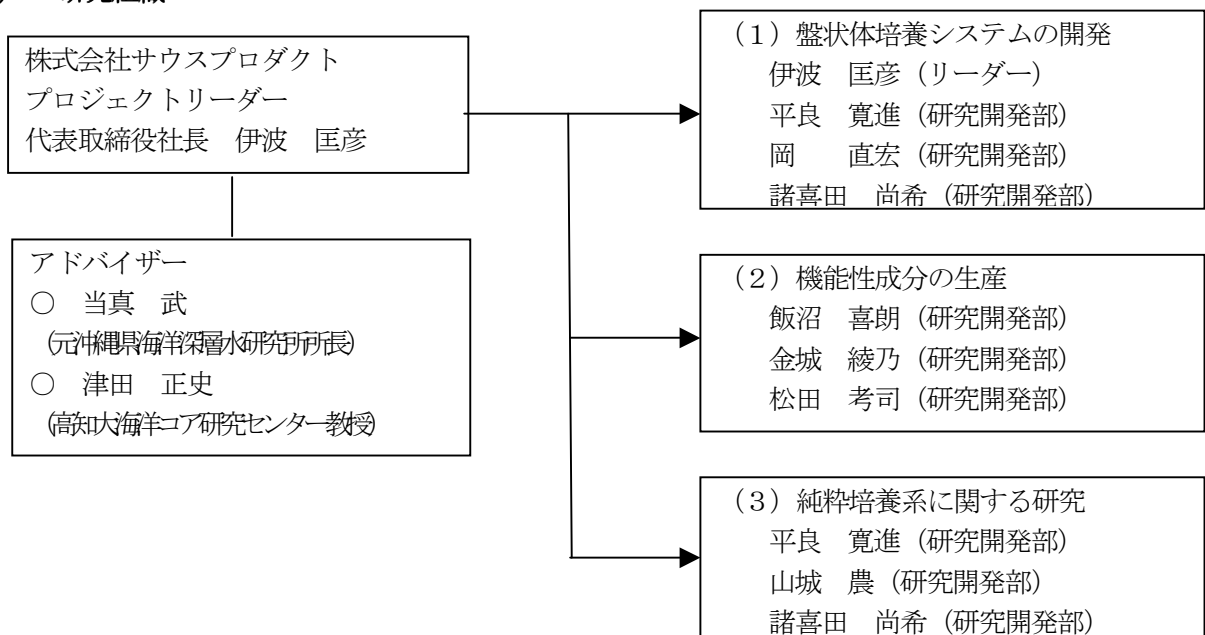 株式会社サウスプロダクト
プロジェクトリーダー
代表取締役社長　伊波　匡彦
アドバイザー
○　当真　武
（元沖縄県海洋深層水研究所所長）
○　津田　正史
（高知大海洋コア研究センター教授）
（１）盤状体培養システムの開発
伊波　匡彦（リーダー）
平良　寛進（研究開発部）
岡　　直宏（研究開発部）
諸喜田　尚希（研究開発部）
（２）機能性成分の生産
飯沼　喜朗（研究開発部）
金城　綾乃（研究開発部）
松田　考司（研究開発部）
（３）純粋培養系に関する研究
平良　寛進（研究開発部）
山城　農（研究開発部）
諸喜田　尚希（研究開発部）